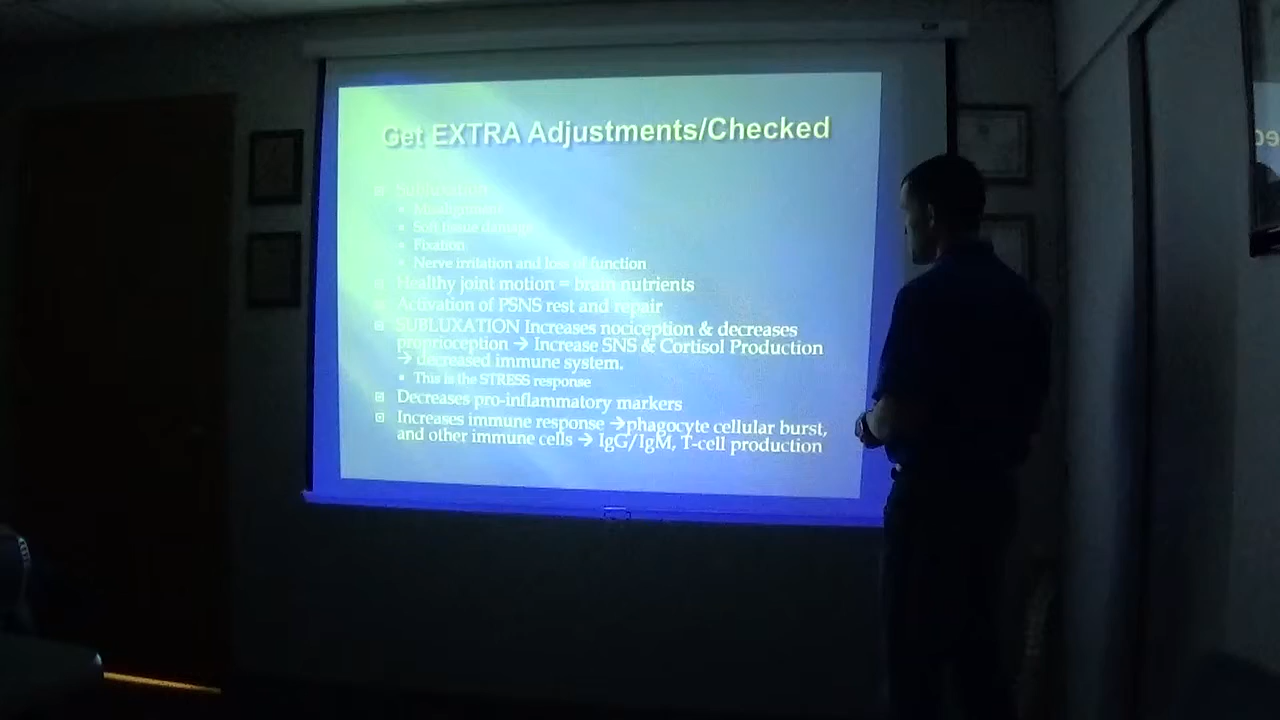 Get EXTRA Adjustments/Checked
Subluxation
Misalignment
Soft tissue damage
Fixation
Nerve irritation and loss of function
Healthy joint motion = brain nutrients
Activation of PSNS rest and repair
SUBLUXATION Increases nociception & decreases
proprioception → Increase SNS & Cortisol Production
→ decreased immune system.
This is the STRESS response
Decreases pro-inflammatory markers
Increases immune response →phagocyte cellular burst,
and other immune cells → IgG/IgM, T-cell production